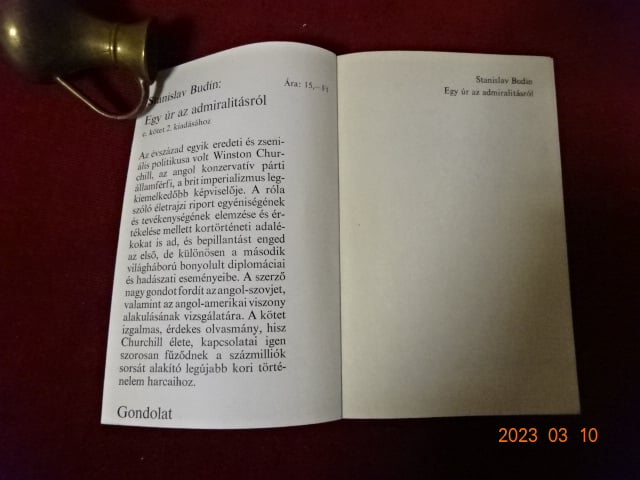 Stanislav Budin:
Ára: 15,– Ft
Egy úr az admiralitásról
c. kötet 2. kiadásához
Az évszázad egyik eredeti és zseni-
ális politikusa volt Winston Chur-
chill, az angol konzervatív párti
államférfi, a brit imperializmus leg-
kiemelkedőbb képviselője. A róla
szóló életrajzi riport egyéniségének
és tevékenységének elemzése és ér-
tékelése mellett kortörténeti adalé-
kokat is ad, és bepillantást enged
az első, de különösen a második
világháború bonyolult diplomáciai
és hadászati eseményeibe. A szerző
nagy gondot fordít az angol-szovjet,
valamint az angol-amerikai viszony
alakulásának vizsgálatára. A kötet
izgalmas, érdekes olvasmány, hisz
Churchill élete, kapcsolatai igen
szorosan fűződnek a százmilliók
sorsát alakító legújabb kori törté-
nelem harcaihoz.
Gondolat
Stanislav Budin
Egy úr az admiralitásról
2023 03 10